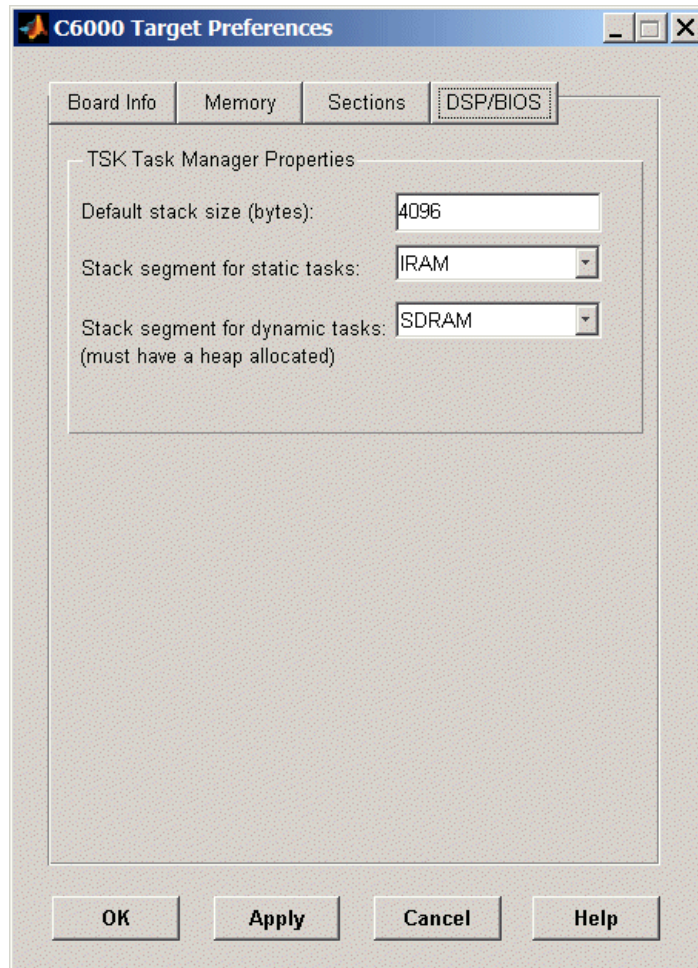 C6000 Target Preferences
Board Info Memory Sections DSP/BIOS
TSK Task Manager Properties
Default stack size (bytes): 4096
Stack segment for static tasks: IRAM
Stack segment for dynamic tasks: SDRAM
(must have a heap allocated)
OK Apply Cancel Help